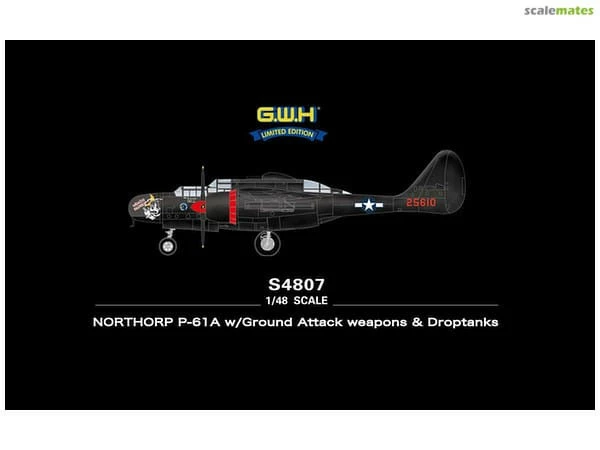 scalemates
G.W.H
LIMITED EDITION
25610
S4807
1/48 SCALE
NORTHORP P-61A w/Ground Attack weapons & Droptanks